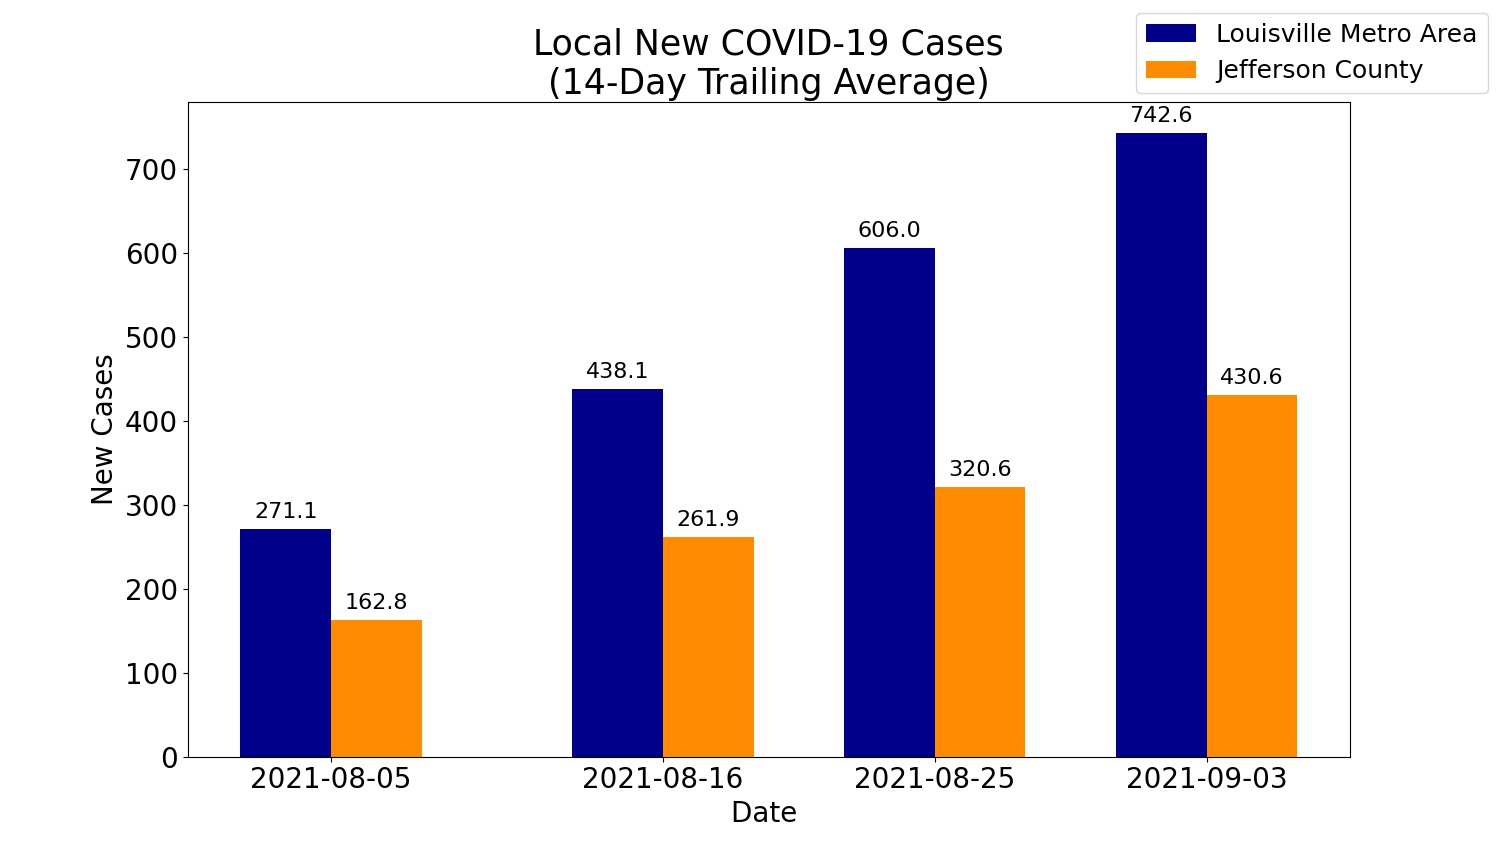 Local New COVID-19 Cases
(14-Day Trailing Average)
Louisville Metro Area
Jefferson County
New Cases
700
600
500
400
300
200
100
0
271.1
162.8
438.1
261.9
606.0
320.6
742.6
430.6
2021-08-05 2021-08-16 2021-08-25 2021-09-03
Date